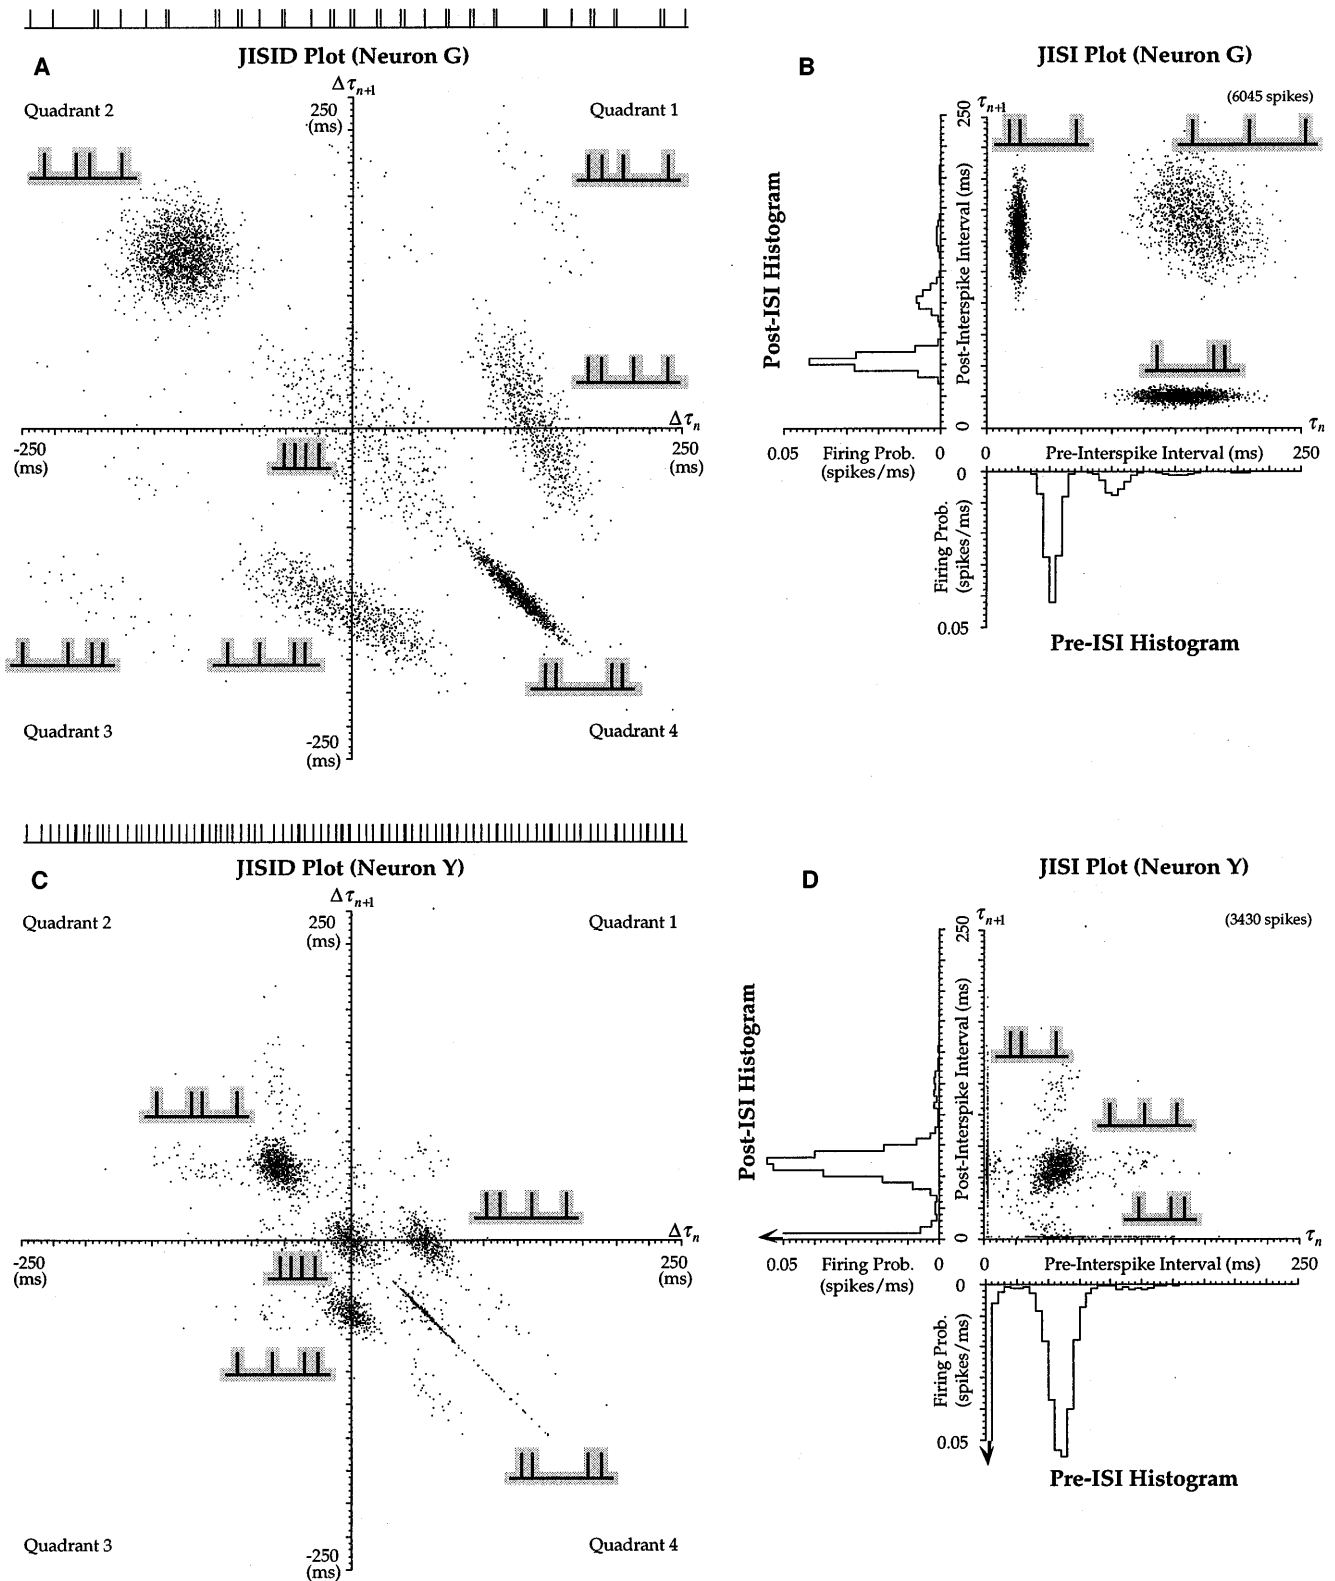 A
JISID Plot (Neuron G)
Δτn+1
250
(ms)
Quadrant 2
Quadrant 1
Δτn
-250
(ms)
250
(ms)
Quadrant 3
-250
(ms)
Quadrant 4
B
JISI Plot (Neuron G)
τn+1
(6045 spikes)
250
Post-Interspike Interval (ms)
0
Post-ISI Histogram
0.05
Firing Prob.
(spikes/ms)
0
τn
0
Pre-Interspike Interval (ms)
250
0
Firing Prob.
(spikes/ms)
0.05
Pre-ISI Histogram
C
JISID Plot (Neuron Y)
Δτn+1
250
(ms)
Quadrant 2
Quadrant 1
Δτn
-250
(ms)
250
(ms)
Quadrant 3
-250
(ms)
Quadrant 4
D
JISI Plot (Neuron Y)
τn+1
(3430 spikes)
250
Post-Interspike Interval (ms)
0
Post-ISI Histogram
0.05
Firing Prob.
(spikes/ms)
0
τn
0
Pre-Interspike Interval (ms)
250
0
Firing Prob.
(spikes/ms)
0.05
Pre-ISI Histogram